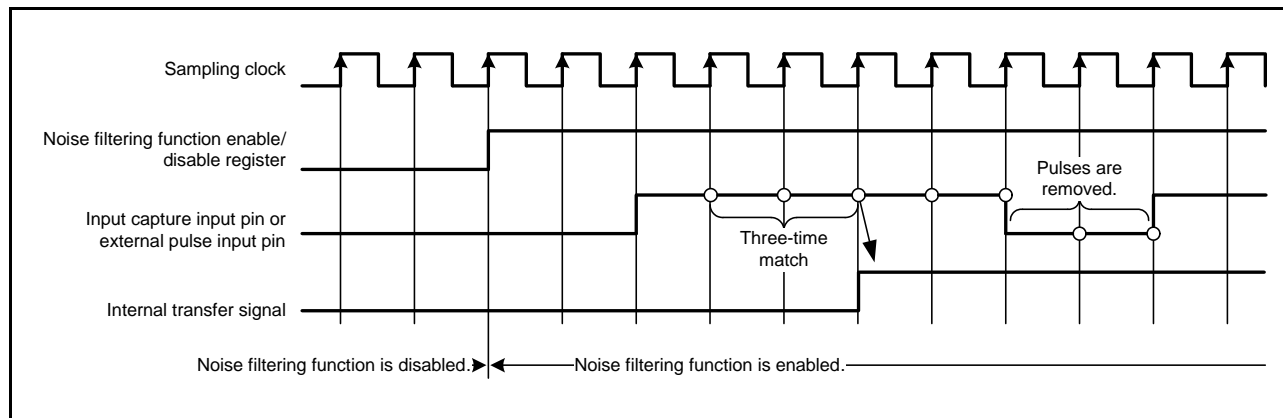 Sampling clock
Noise filtering function enable/
disable register
Pulses are
removed.
Input capture input pin or
external pulse input pin
Three-time
match
Internal transfer signal
Noise filtering function is disabled.
Noise filtering function is enabled.